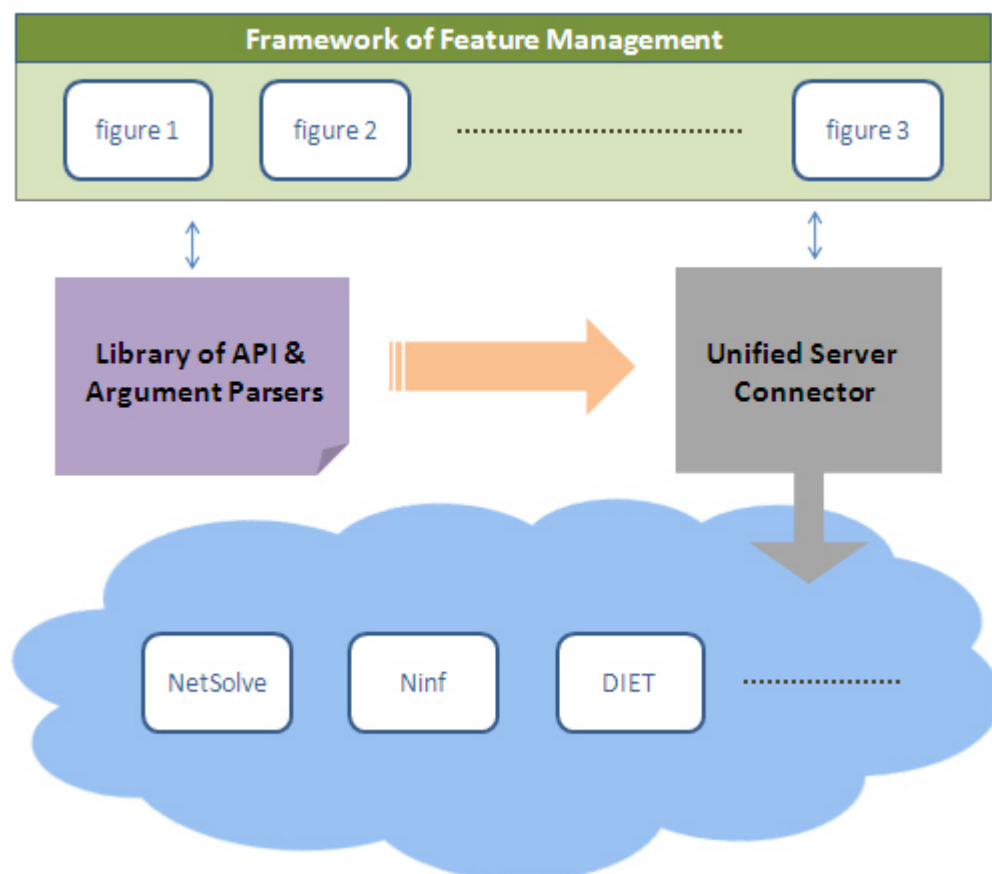 Framework of Feature Management
figure 1
figure 2
figure 3
Library of API &
Argument Parsers
Unified Server
Connector
NetSolve
Ninf
DIET